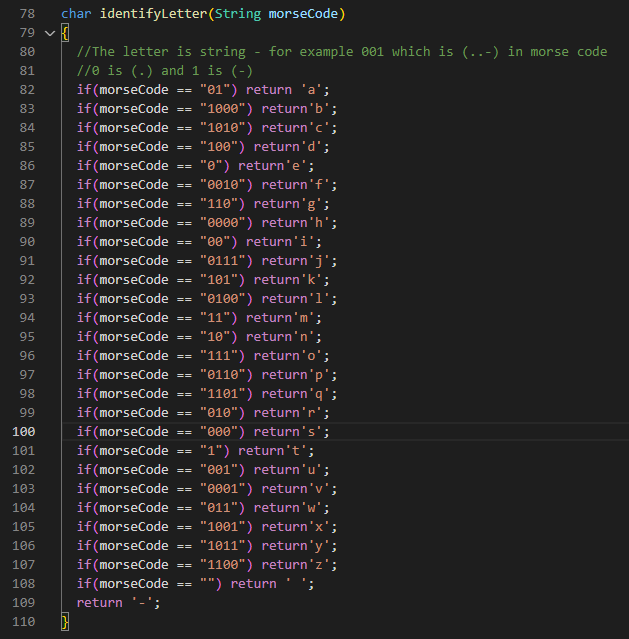 78 char identifyLetter(String morseCode)
79 {
80 //The letter is string - for example 001 which is (..-) in morse code
81 //0 is (.) and 1 is (-)
82 if(morseCode == "01") return 'a';
83 if(morseCode == "1000") return'b';
84 if(morseCode == "1010") return'c';
85 if(morseCode == "100") return'd';
86 if(morseCode == "0") return'e';
87 if(morseCode == "0010") return'f';
88 if(morseCode == "110") return'g';
89 if(morseCode == "0000") return'h';
90 if(morseCode == "00") return'i';
91 if(morseCode == "0111") return'j';
92 if(morseCode == "101") return'k';
93 if(morseCode == "0100") return'l';
94 if(morseCode == "11") return'm';
95 if(morseCode == "10") return'n';
96 if(morseCode == "111") return'o';
97 if(morseCode == "0110") return'p';
98 if(morseCode == "1101") return'q';
99 if(morseCode == "010") return'r';
100 if(morseCode == "000") return's';
101 if(morseCode == "1") return't';
102 if(morseCode == "001") return'u';
103 if(morseCode == "0001") return'v';
104 if(morseCode == "011") return'w';
105 if(morseCode == "1001") return'x';
106 if(morseCode == "1011") return'y';
107 if(morseCode == "1100") return'z';
108 if(morseCode == "") return ' ';
109 return '-';
110 }